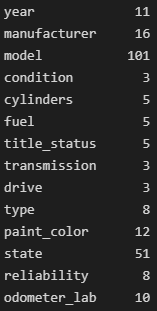 year 11
manufacturer 16
model 101
condition 3
cylinders 5
fuel 5
title_status 5
transmission 3
drive 3
type 8
paint_color 12
state 51
reliability 8
odometer_lab 10